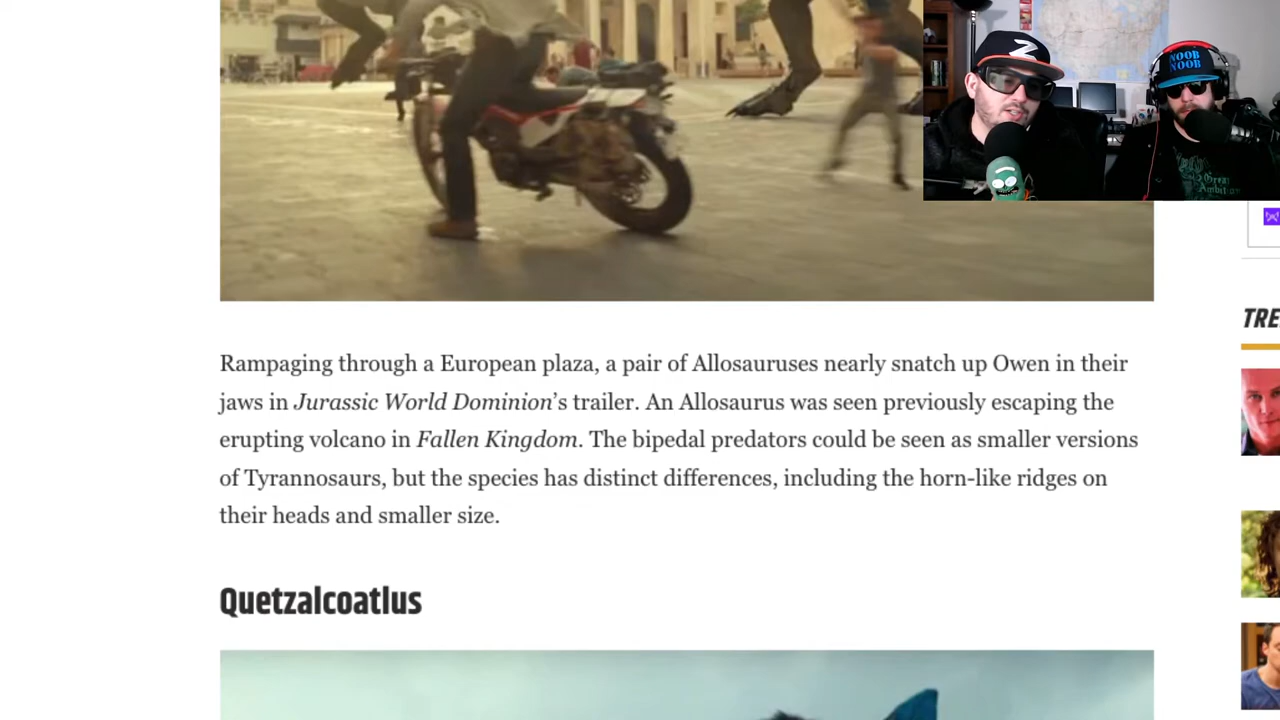 NOOB
NOOB
Great
Ambition
TRE
Rampaging through a European plaza, a pair of Allosauruses nearly snatch up Owen in their
jaws in Jurassic World Dominion’s trailer. An Allosaurus was seen previously escaping the
erupting volcano in Fallen Kingdom. The bipedal predators could be seen as smaller versions
of Tyrannosaurs, but the species has distinct differences, including the horn-like ridges on
their heads and smaller size.
Quetzalcoatlus